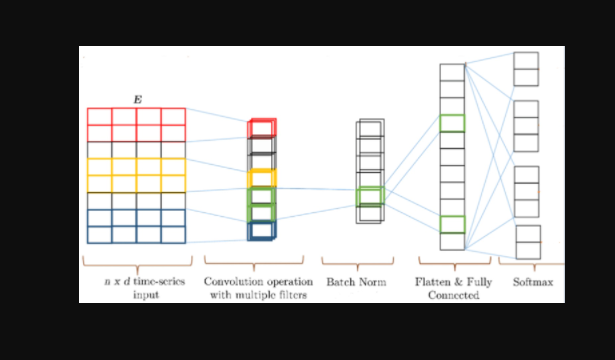 E
n x d time-series
input
Convolution operation
with multiple filters
Batch Norm
Flatten & Fully
Connected
Softmax